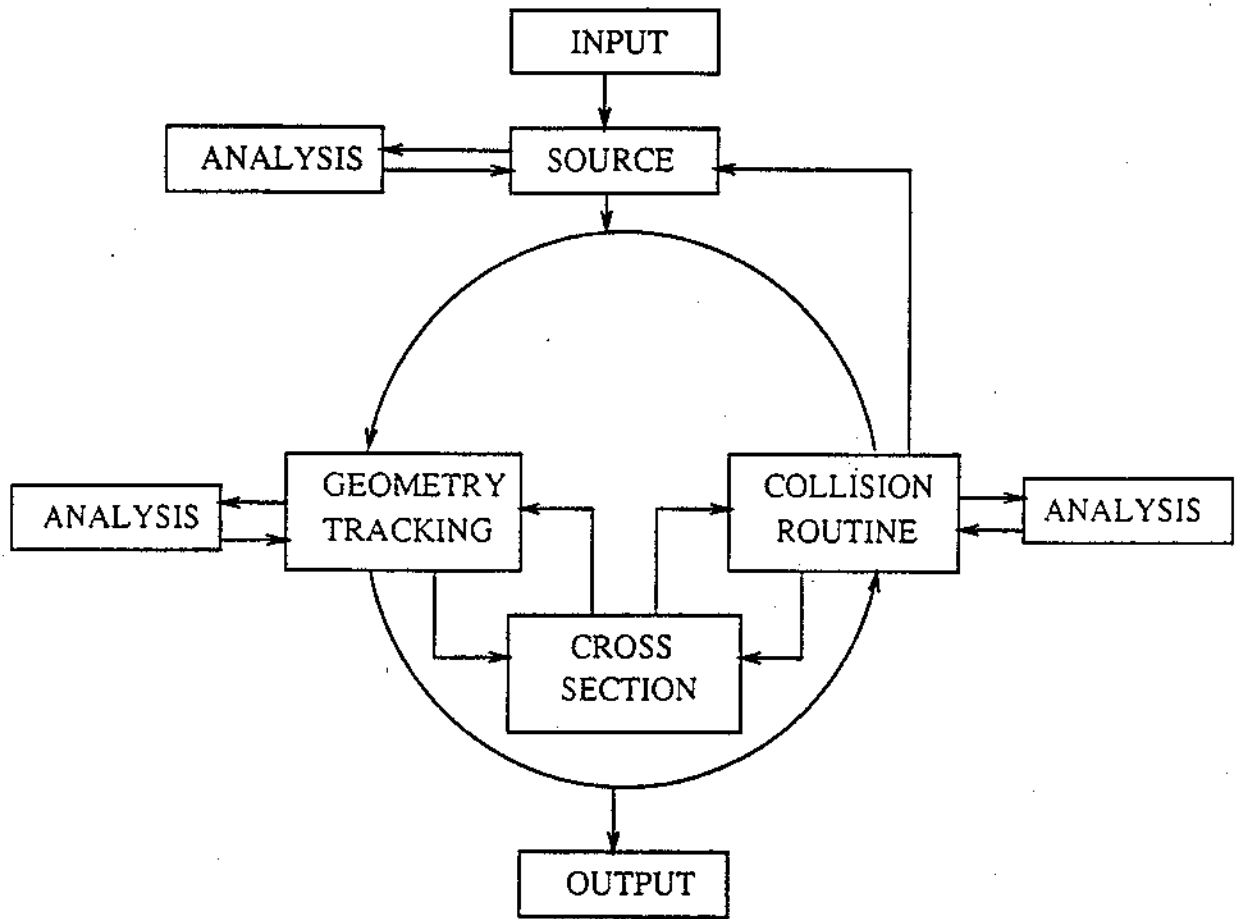 INPUT
ANALYSIS
SOURCE
GEOMETRY
TRACKING
COLLISION
ROUTINE
ANALYSIS
ANALYSIS
CROSS
SECTION
OUTPUT